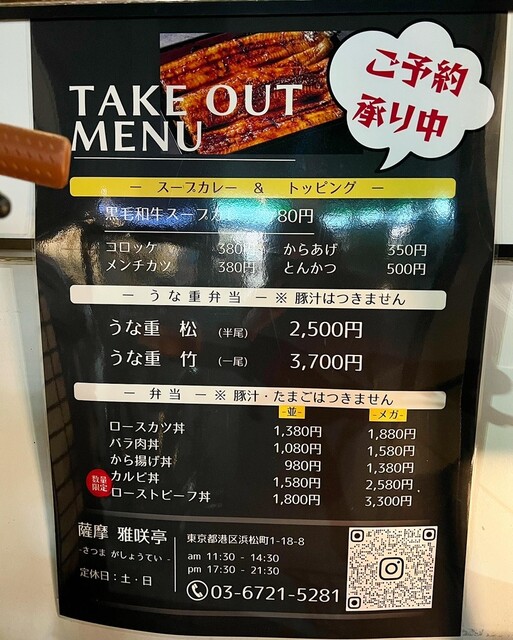 TAKE OUT
MENU
ご予約
承り中
― スープカレー & トッピング ―
黒毛和牛スープカレー 80円
コロッケ 380円 からあげ 350円
メンチカツ 380円 とんかつ 500円
― うな重弁当 ― ※ 豚汁はつきません
うな重 松 (半尾) 2,500円
うな重 竹 (一尾) 3,700円
― 弁当 ― ※ 豚汁・たまごはつきません
-並- -メガ-
ロースカツ丼 1,380円 1,880円
バラ肉丼 1,080円 1,580円
から揚げ丼 980円 1,380円
カルビ丼 1,580円 2,580円
数量限定 ローストビーフ丼 1,800円 3,300円
薩摩 雅咲亭
-さつま がしょうてい-
定休日:土・日
東京都港区浜松町1-18-8
am 11:30 - 14:30
pm 17:30 - 21:30
03-6721-5281